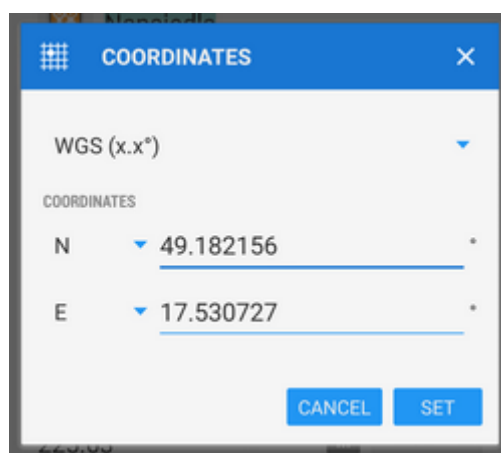 COORDINATES
WGS (x.x°)
COORDINATES
N 49.182156 °
E 17.530727 °
CANCEL SET